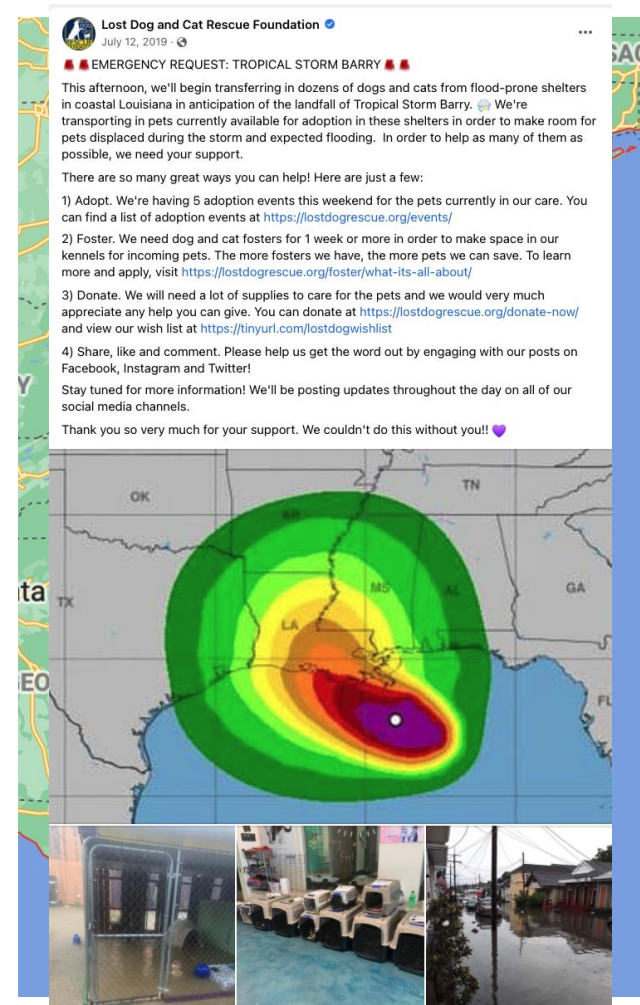 Lost Dog and Cat Rescue Foundation
July 12, 2019 ·
EMERGENCY REQUEST: TROPICAL STORM BARRY
This afternoon, we'll begin transferring in dozens of dogs and cats from flood-prone shelters
in coastal Louisiana in anticipation of the landfall of Tropical Storm Barry. 🌧 We're
transporting in pets currently available for adoption in these shelters in order to make room for
pets displaced during the storm and expected flooding. In order to help as many of them as
possible, we need your support.
There are so many great ways you can help! Here are just a few:
1) Adopt. We're having 5 adoption events this weekend for the pets currently in our care. You
can find a list of adoption events at https://lostdogrescue.org/events/
2) Foster. We need dog and cat fosters for 1 week or more in order to make space in our
kennels for incoming pets. The more fosters we have, the more pets we can save. To learn
more and apply, visit https://lostdogrescue.org/foster/what-its-all-about/
3) Donate. We will need a lot of supplies to care for the pets and we would very much
appreciate any help you can give. You can donate at https://lostdogrescue.org/donate-now/
and view our wish list at https://tinyurl.com/lostdogwishlist
4) Share, like and comment. Please help us get the word out by engaging with our posts on
Facebook, Instagram and Twitter!
Stay tuned for more information! We'll be posting updates throughout the day on all of our
social media channels.
Thank you so very much for your support. We couldn't do this without you!! 💜
OK
TN
AR
MS
AL
GA
TX
LA
FL
Y
ta
EO
SA